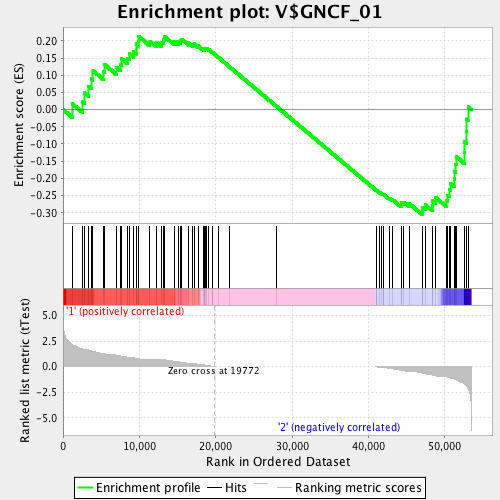 Enrichment plot: V$GNCF_01
Enrichment score (ES)
0.20
0.15
0.10
0.05
0.00
-0.05
-0.10
-0.15
-0.20
-0.25
-0.30
'1' (positively correlated)
Ranked list metric (tTest)
5.0
2.5
0.0
-2.5
-5.0
Zero cross at 19772
'2' (negatively correlated)
0
10,000
20,000
30,000
40,000
50,000
Rank in Ordered Dataset
Enrichment profile
Hits
Ranking metric scores